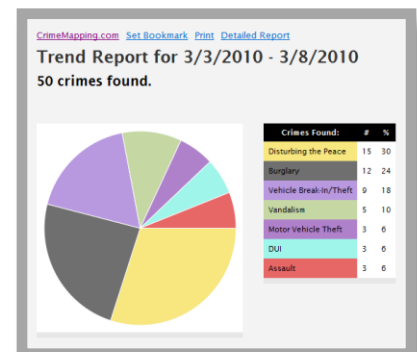 CrimeMapping.com Set Bookmark Print Detailed Report
Trend Report for 3/3/2010 - 3/8/2010
50 crimes found.
Crimes Found: # %
Disturbing the Peace 15 30
Burglary 12 24
Vehicle Break-In/Theft 9 18
Vandalism 5 10
Motor Vehicle Theft 3 6
DUI 3 6
Assault 3 6